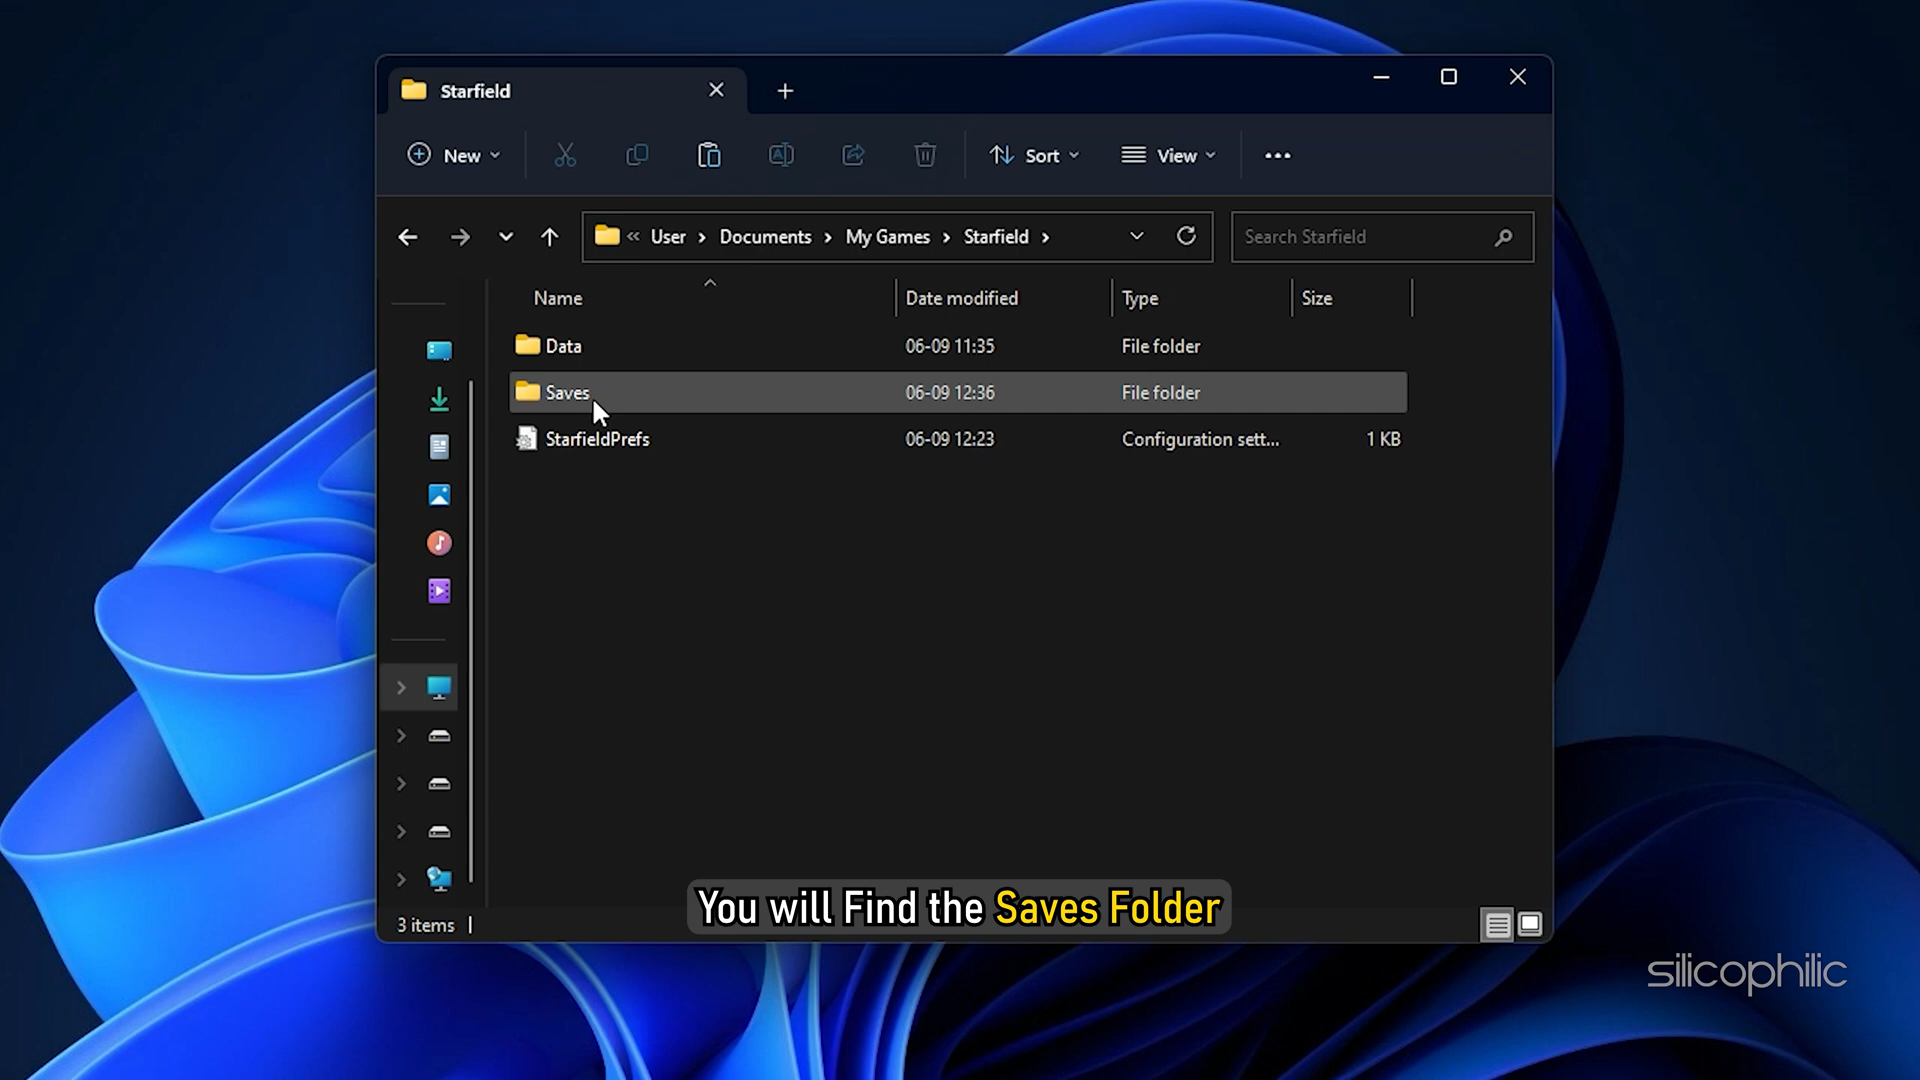 Starfield
New
Sort
View
« User > Documents > My Games > Starfield >
Search Starfield
Name Date modified Type Size
Data 06-09 11:35 File folder
Saves 06-09 12:36 File folder
StarfieldPrefs 06-09 12:23 Configuration sett... 1 KB
You will Find the Saves Folder
3 items
silicophilic